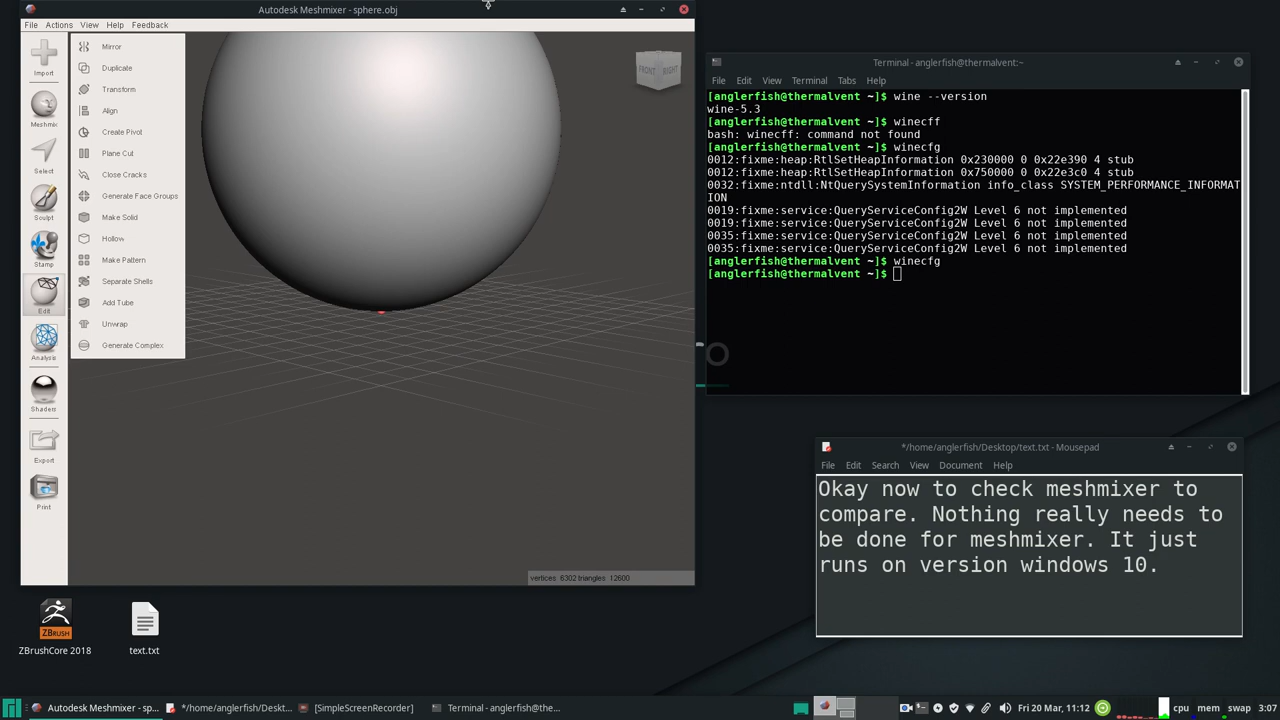 Autodesk Meshmixer - sphere.obj
File Actions View Help Feedback
Import
Meshmix
Select
Sculpt
Stamp
Edit
Analysis
Shaders
Export
Print
Mirror
Duplicate
Transform
Align
Create Pivot
Plane Cut
Close Cracks
Generate Face Groups
Make Solid
Hollow
Make Pattern
Separate Shells
Add Tube
Unwrap
Generate Complex
FRONT RIGHT
vertices 6302 triangles 12600
Terminal - anglerfish@thermalvent:~
File Edit View Terminal Tabs Help
[anglerfish@thermalvent ~]$ wine --version
wine-5.3
[anglerfish@thermalvent ~]$ winecff
bash: winecff: command not found
[anglerfish@thermalvent ~]$ winecfg
0012:fixme:heap:RtlSetHeapInformation 0x230000 0 0x22e390 4 stub
0012:fixme:heap:RtlSetHeapInformation 0x750000 0 0x22e3c0 4 stub
0032:fixme:ntdll:NtQuerySystemInformation info_class SYSTEM_PERFORMANCE_INFORMAT
ION
0019:fixme:service:QueryServiceConfig2W Level 6 not implemented
0019:fixme:service:QueryServiceConfig2W Level 6 not implemented
0035:fixme:service:QueryServiceConfig2W Level 6 not implemented
0035:fixme:service:QueryServiceConfig2W Level 6 not implemented
[anglerfish@thermalvent ~]$ winecfg
[anglerfish@thermalvent ~]$
*/home/anglerfish/Desktop/text.txt - Mousepad
File Edit Search View Document Help
Okay now to check meshmixer to
compare. Nothing really needs to
be done for meshmixer. It just
runs on version windows 10.
ZBRUSH
ZBrushCore 2018
text.txt
Autodesk Meshmixer - sp... */home/anglerfish/Deskt... [SimpleScreenRecorder] Terminal - anglerfish@the... Fri 20 Mar, 11:12 cpu mem swap 3:07